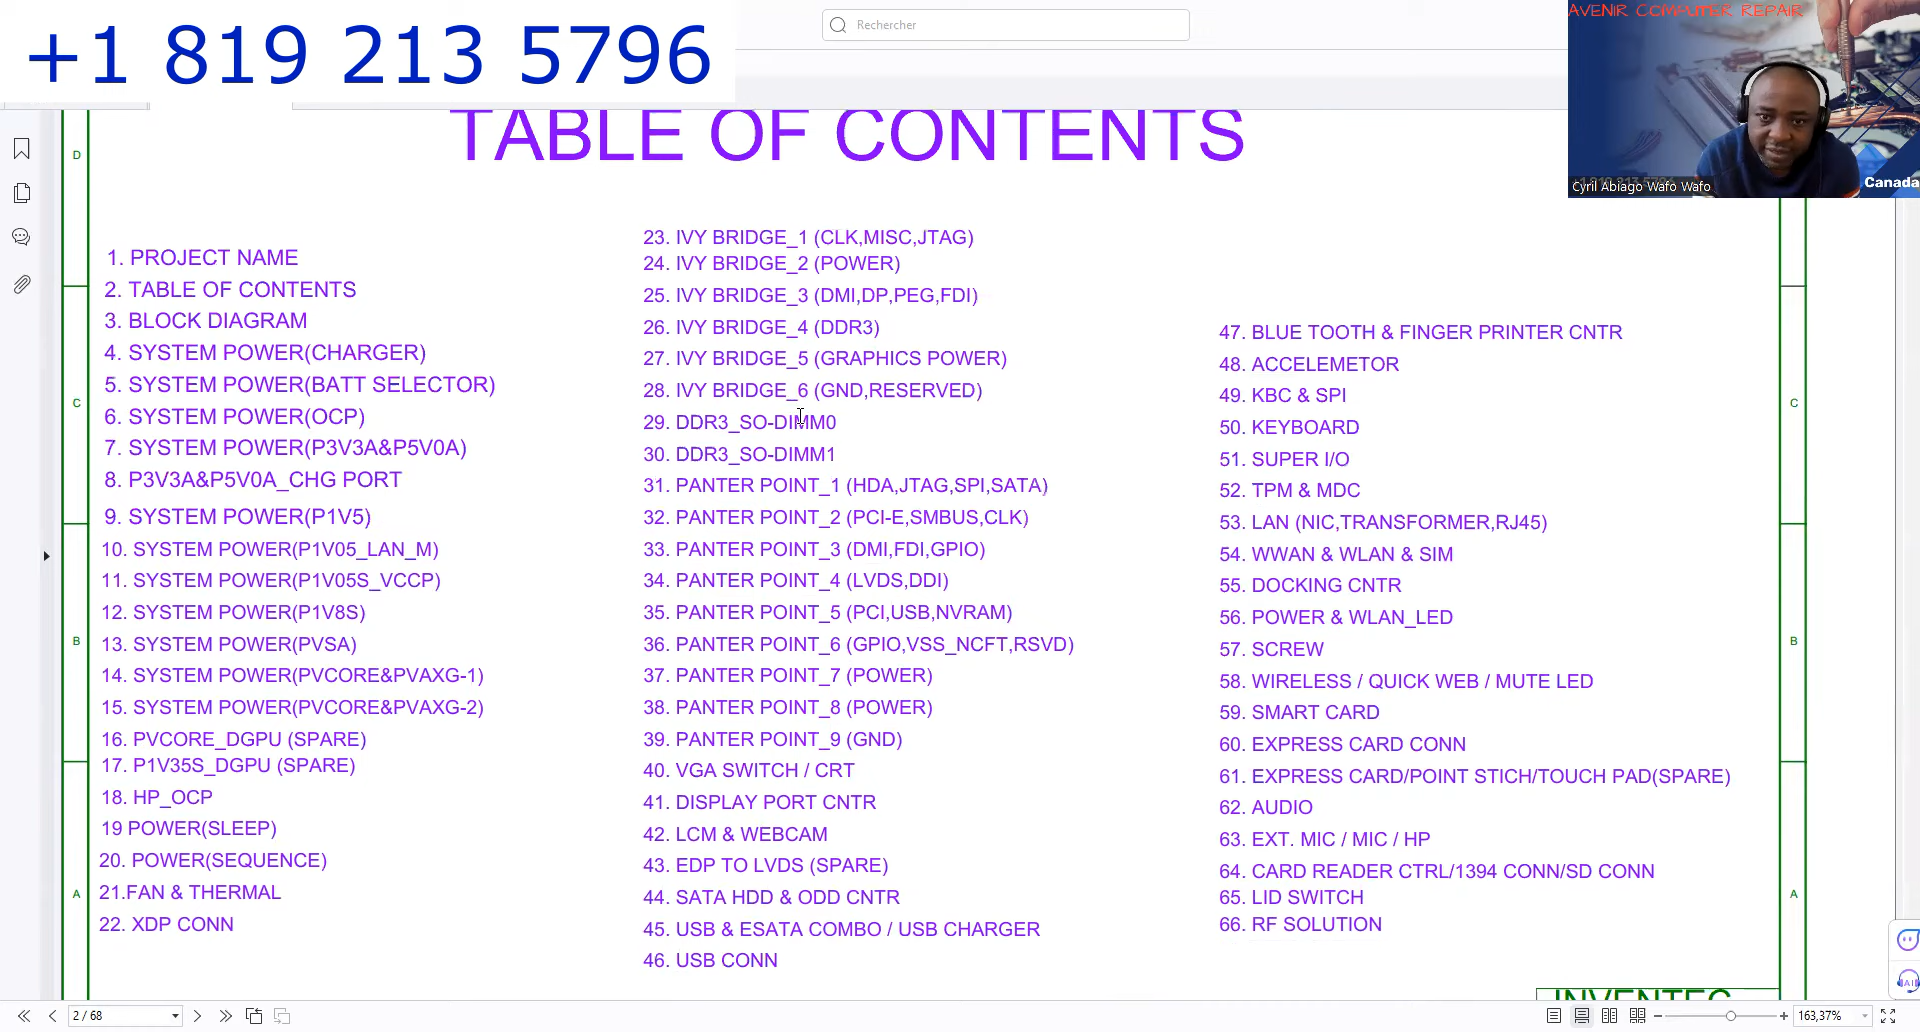 +1 819 213 5796
Rechercher
AVENIR COMPUTER REPAIR
Cyril Abiago Wafo Wafo
Canada
TABLE OF CONTENTS
D
C
B
A
1. PROJECT NAME
2. TABLE OF CONTENTS
3. BLOCK DIAGRAM
4. SYSTEM POWER(CHARGER)
5. SYSTEM POWER(BATT SELECTOR)
6. SYSTEM POWER(OCP)
7. SYSTEM POWER(P3V3A&P5V0A)
8. P3V3A&P5V0A_CHG PORT
9. SYSTEM POWER(P1V5)
10. SYSTEM POWER(P1V05_LAN_M)
11. SYSTEM POWER(P1V05S_VCCP)
12. SYSTEM POWER(P1V8S)
13. SYSTEM POWER(PVSA)
14. SYSTEM POWER(PVCORE&PVAXG-1)
15. SYSTEM POWER(PVCORE&PVAXG-2)
16. PVCORE_DGPU (SPARE)
17. P1V35S_DGPU (SPARE)
18. HP_OCP
19 POWER(SLEEP)
20. POWER(SEQUENCE)
21.FAN & THERMAL
22. XDP CONN
23. IVY BRIDGE_1 (CLK,MISC,JTAG)
24. IVY BRIDGE_2 (POWER)
25. IVY BRIDGE_3 (DMI,DP,PEG,FDI)
26. IVY BRIDGE_4 (DDR3)
27. IVY BRIDGE_5 (GRAPHICS POWER)
28. IVY BRIDGE_6 (GND,RESERVED)
29. DDR3_SO-DIMM0
30. DDR3_SO-DIMM1
31. PANTER POINT_1 (HDA,JTAG,SPI,SATA)
32. PANTER POINT_2 (PCI-E,SMBUS,CLK)
33. PANTER POINT_3 (DMI,FDI,GPIO)
34. PANTER POINT_4 (LVDS,DDI)
35. PANTER POINT_5 (PCI,USB,NVRAM)
36. PANTER POINT_6 (GPIO,VSS_NCFT,RSVD)
37. PANTER POINT_7 (POWER)
38. PANTER POINT_8 (POWER)
39. PANTER POINT_9 (GND)
40. VGA SWITCH / CRT
41. DISPLAY PORT CNTR
42. LCM & WEBCAM
43. EDP TO LVDS (SPARE)
44. SATA HDD & ODD CNTR
45. USB & ESATA COMBO / USB CHARGER
46. USB CONN
47. BLUE TOOTH & FINGER PRINTER CNTR
48. ACCELEMETOR
49. KBC & SPI
50. KEYBOARD
51. SUPER I/O
52. TPM & MDC
53. LAN (NIC,TRANSFORMER,RJ45)
54. WWAN & WLAN & SIM
55. DOCKING CNTR
56. POWER & WLAN_LED
57. SCREW
58. WIRELESS / QUICK WEB / MUTE LED
59. SMART CARD
60. EXPRESS CARD CONN
61. EXPRESS CARD/POINT STICH/TOUCH PAD(SPARE)
62. AUDIO
63. EXT. MIC / MIC / HP
64. CARD READER CTRL/1394 CONN/SD CONN
65. LID SWITCH
66. RF SOLUTION
C
B
A
INVENTEC
AI
2 / 68
163,37%